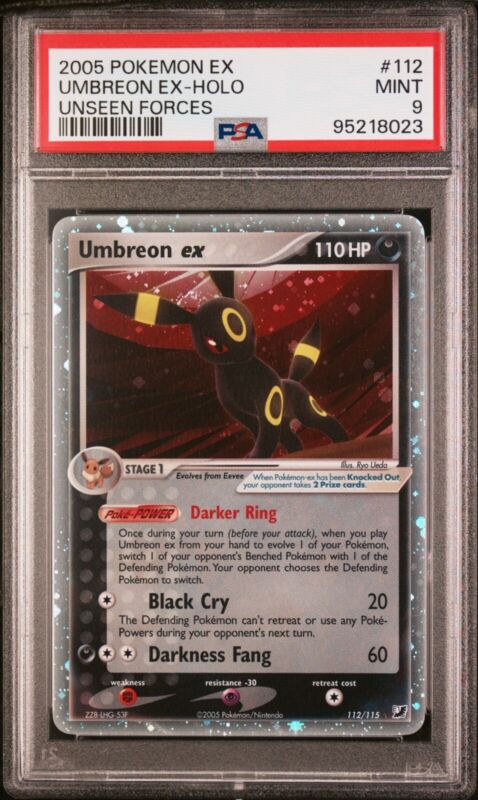 2005 POKEMON EX #112
UMBREON EX-HOLO MINT
UNSEEN FORCES 9
PSA 95218023
Umbreon ex 110 HP
Illus. Ryo Ueda
STAGE 1
Evolves from Eevee
When Pokémon-ex has been Knocked Out,
your opponent takes 2 Prize cards.
Poké-POWER Darker Ring
Once during your turn (before your attack), when you play
Umbreon ex from your hand to evolve 1 of your Pokémon,
switch 1 of your opponent's Benched Pokémon with 1 of the
Defending Pokémon. Your opponent chooses the Defending
Pokémon to switch.
Black Cry 20
The Defending Pokémon can't retreat or use any Poké-
Powers during your opponent's next turn.
Darkness Fang 60
weakness resistance -30 retreat cost
ZZ8-LHG 53F ©2005 Pokémon/Nintendo 112/115